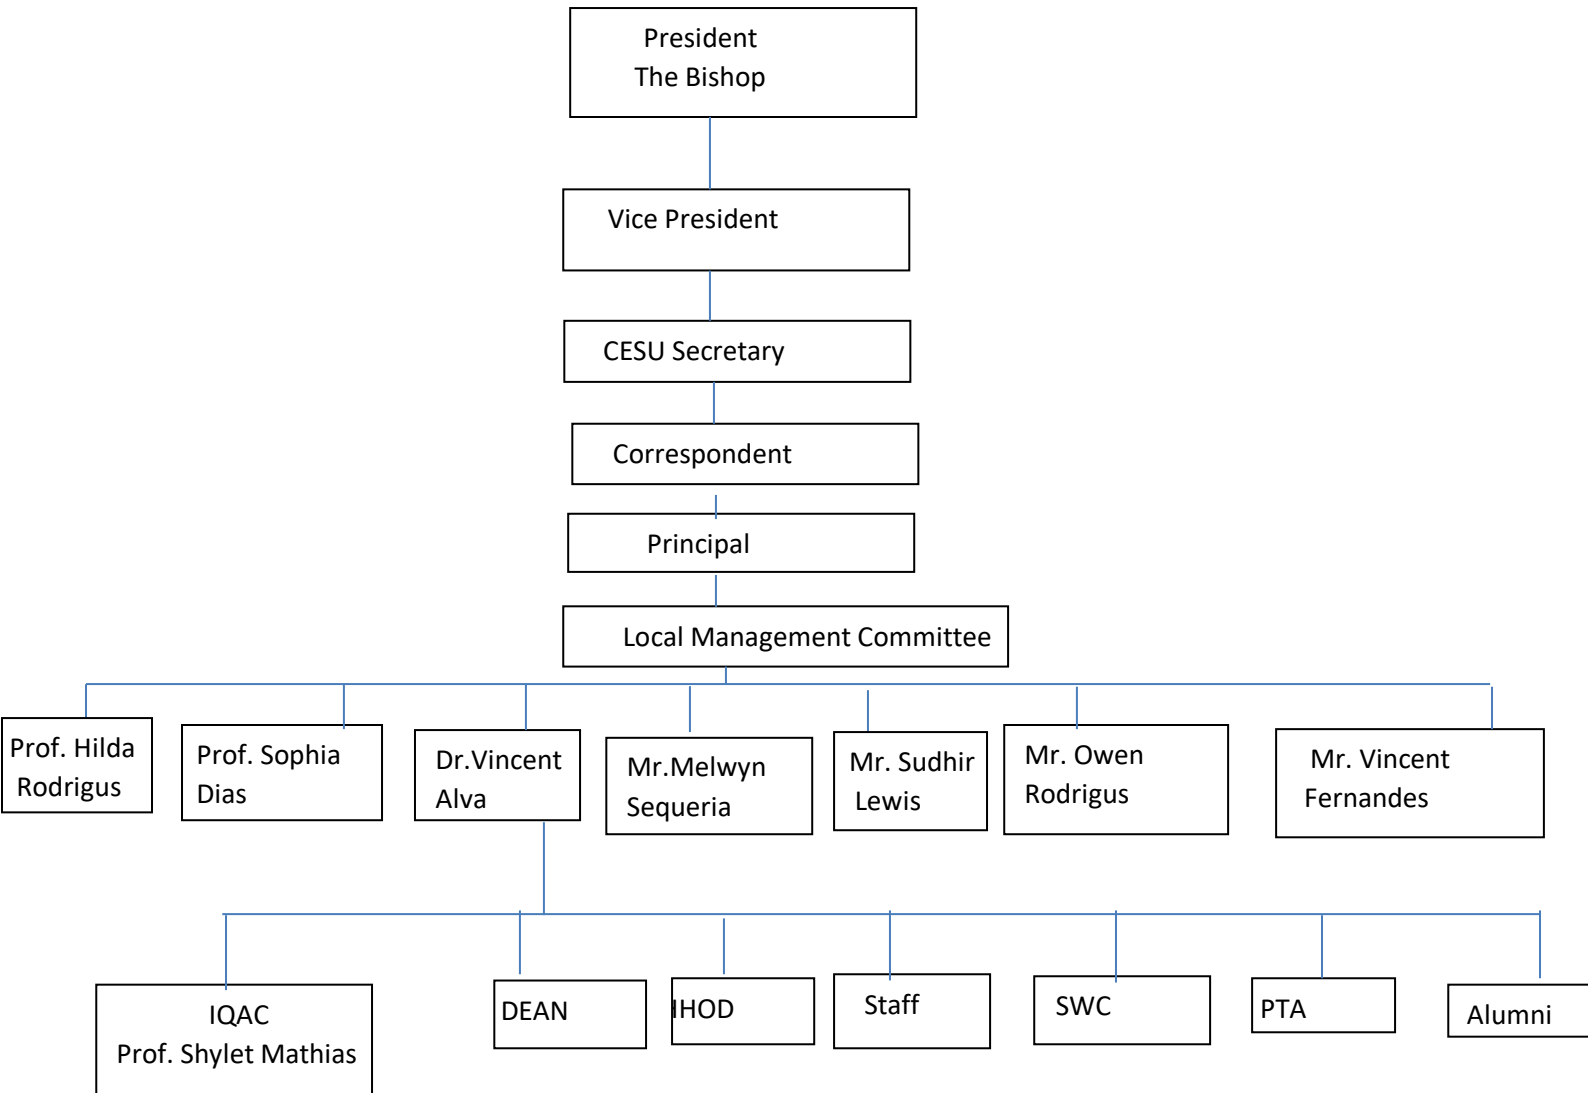 President
The Bishop
Vice President
CESU Secretary
Correspondent
Principal
Local Management Committee
Prof. Hilda
Rodrigus
Prof. Sophia
Dias
Dr.Vincent
Alva
Mr.Melwyn
Sequeria
Mr. Sudhir
Lewis
Mr. Owen
Rodrigus
Mr. Vincent
Fernandes
IQAC
Prof. Shylet Mathias
DEAN
HHOD
Staff
SWC
PTA
Alumni